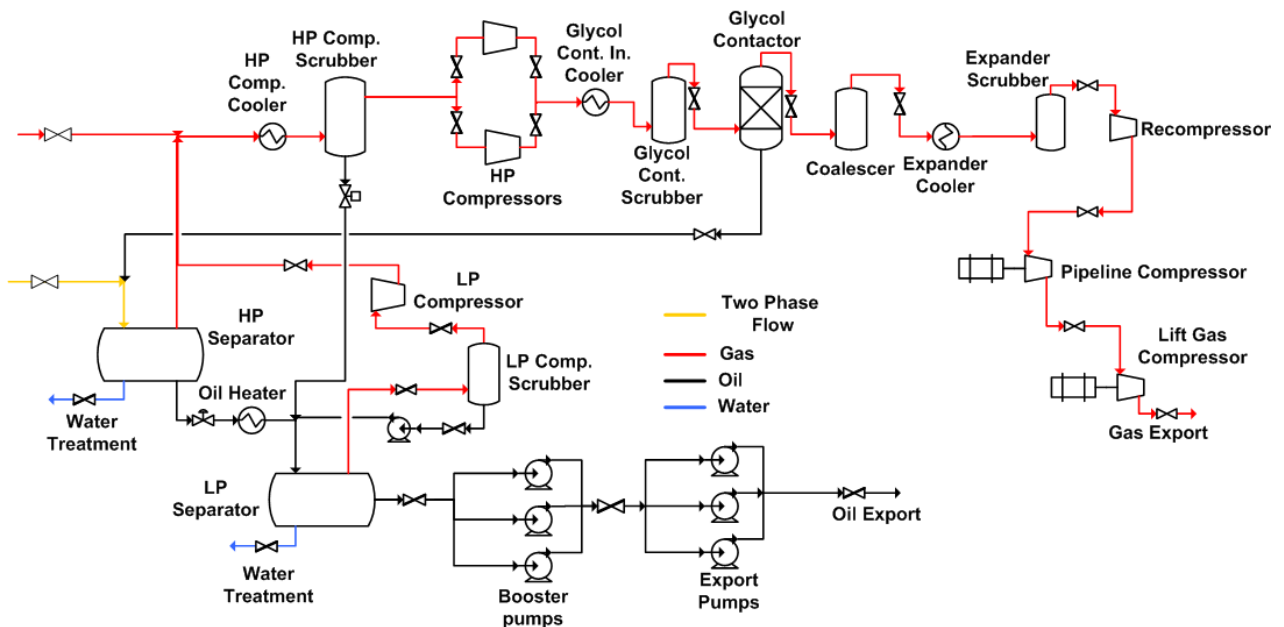 HP
Comp.
Cooler
HP Comp.
Scrubber
HP
Compressors
Glycol
Cont. In.
Cooler
Glycol
Cont.
Scrubber
Glycol
Contactor
Coalescer
Expander
Cooler
Expander
Scrubber
Recompressor
Pipeline Compressor
Lift Gas
Compressor
Gas Export
LP
Compressor
HP
Separator
LP Comp.
Scrubber
Two Phase
Flow
Gas
Oil
Water
Oil Heater
Water
Treatment
LP
Separator
Water
Treatment
Booster
pumps
Export
Pumps
Oil Export